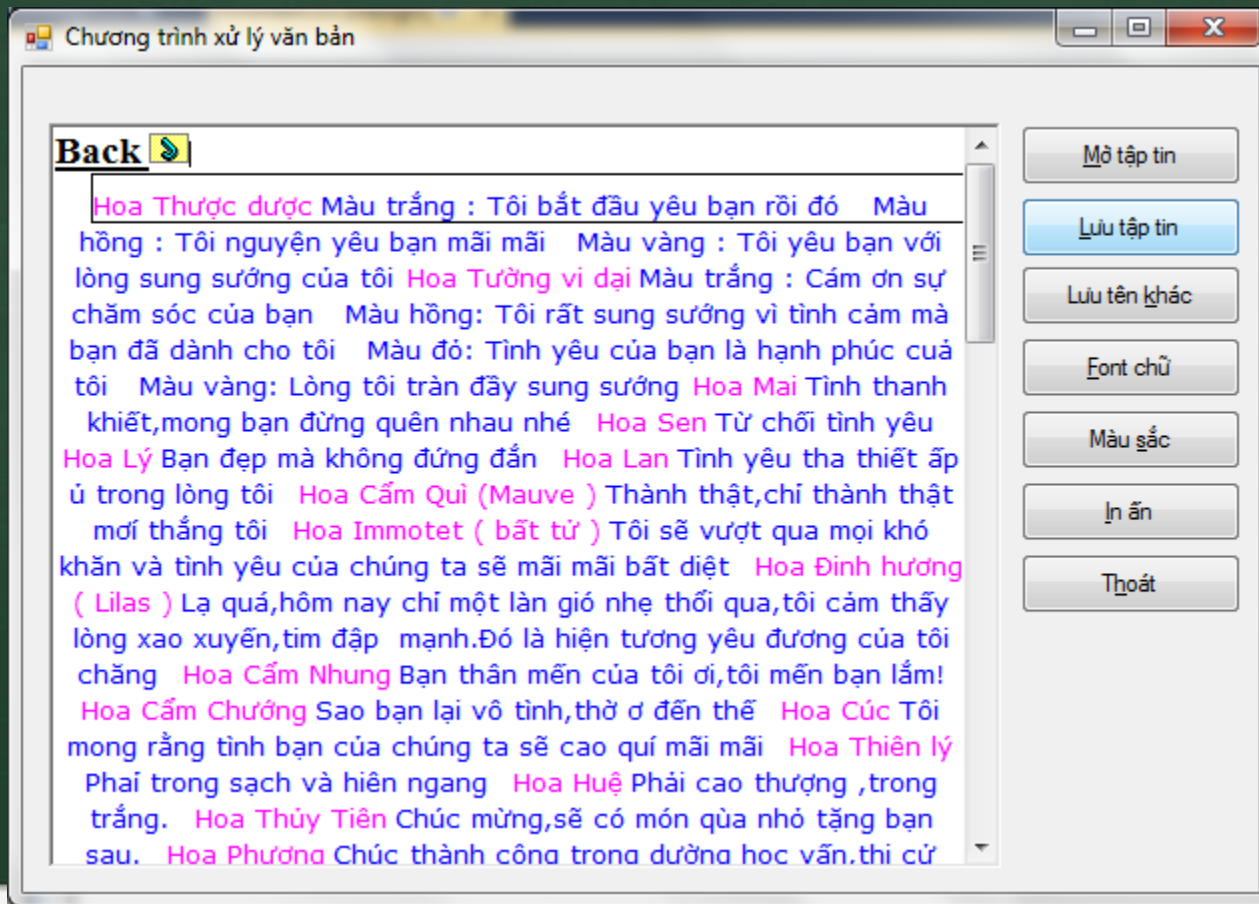 Chương trình xử lý văn bản
Back
Hoa Thược dược Màu trắng : Tôi bắt đầu yêu bạn rồi đó Màu
hồng : Tôi nguyện yêu bạn mãi mãi Màu vàng : Tôi yêu bạn với
lòng sung sướng của tôi Hoa Tường vi dại Màu trắng : Cám ơn sự
chăm sóc của bạn Màu hồng: Tôi rất sung sướng vì tình cảm mà
bạn đã dành cho tôi Màu đỏ: Tình yêu của bạn là hạnh phúc cuả
tôi Màu vàng: Lòng tôi tràn đầy sung sướng Hoa Mai Tình thanh
khiết,mong bạn đừng quên nhau nhé Hoa Sen Từ chối tình yêu
Hoa Lý Bạn đẹp mà không đứng đắn Hoa Lan Tình yêu tha thiết ấp
ủ trong lòng tôi Hoa Cẩm Quì (Mauve ) Thành thật,chỉ thành thật
mơí thắng tôi Hoa Immotet ( bất tử ) Tôi sẽ vượt qua mọi khó
khăn và tình yêu của chúng ta sẽ mãi mãi bất diệt Hoa Đinh hương
( Lilas ) Lạ quá,hôm nay chỉ một làn gió nhẹ thổi qua,tôi cảm thấy
lòng xao xuyến,tim đập mạnh.Đó là hiện tương yêu đương của tôi
chăng Hoa Cẩm Nhung Bạn thân mến của tôi ơi,tôi mến bạn lắm!
Hoa Cẩm Chướng Sao bạn lại vô tình,thờ ơ đến thế Hoa Cúc Tôi
mong rằng tình bạn của chúng ta sẽ cao quí mãi mãi Hoa Thiên lý
Phaỉ trong sạch và hiên ngang Hoa Huệ Phải cao thượng ,trong
trắng. Hoa Thủy Tiên Chúc mừng,sẽ có món qùa nhỏ tặng bạn
sau. Hoa Phượng Chúc thành công trong đường học vấn,thi cử
Mở tập tin
Lưu tập tin
Lưu tên khác
Font chữ
Màu sắc
In ấn
Thoát